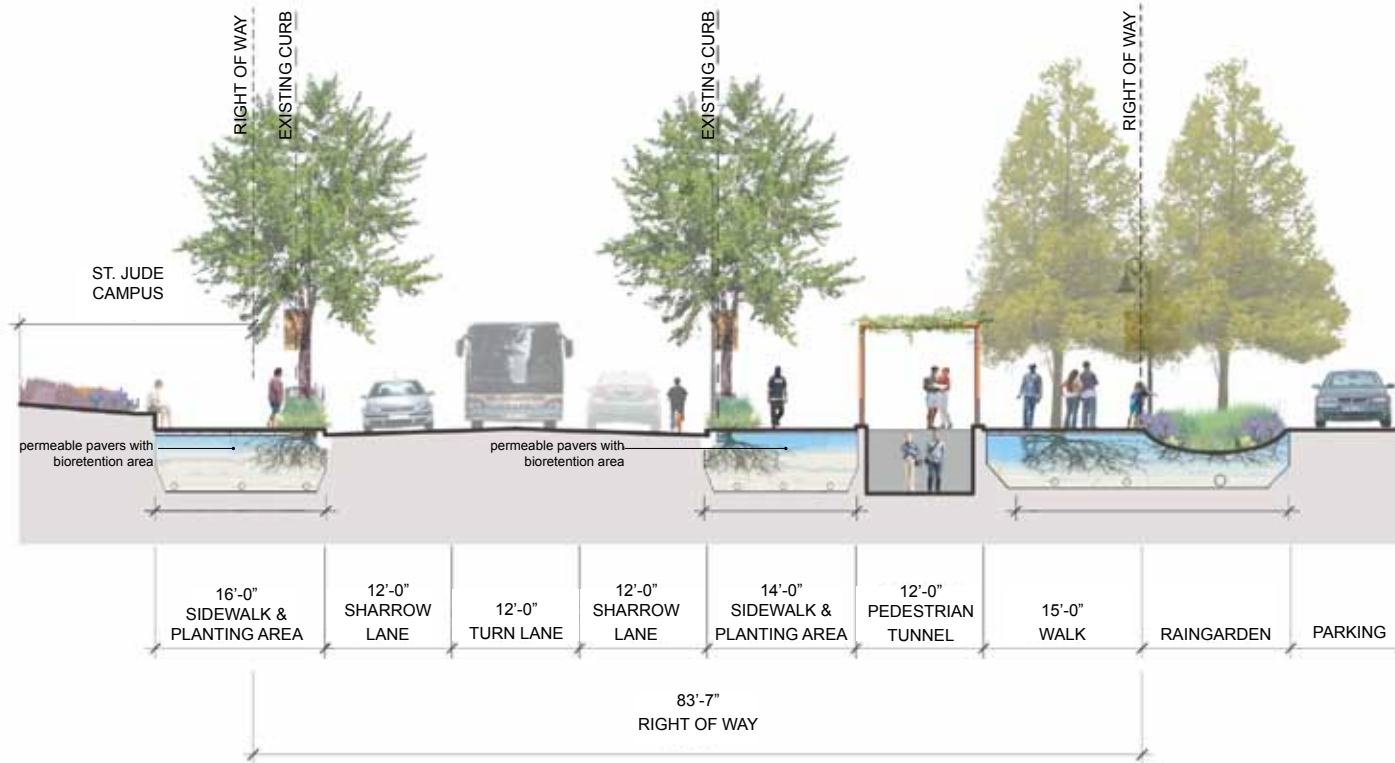 RIGHT OF WAY
EXISTING CURB
EXISTING CURB
RIGHT OF WAY
ST. JUDE
CAMPUS
permeable pavers with
bioretention area
permeable pavers with
bioretention area
16’-0”
SIDEWALK &
PLANTING AREA
12’-0”
SHARROW
LANE
12’-0”
TURN LANE
12’-0”
SHARROW
LANE
14’-0”
SIDEWALK &
PLANTING AREA
12’-0”
PEDESTRIAN
TUNNEL
15’-0”
WALK
RAINGARDEN
PARKING
83’-7”
RIGHT OF WAY